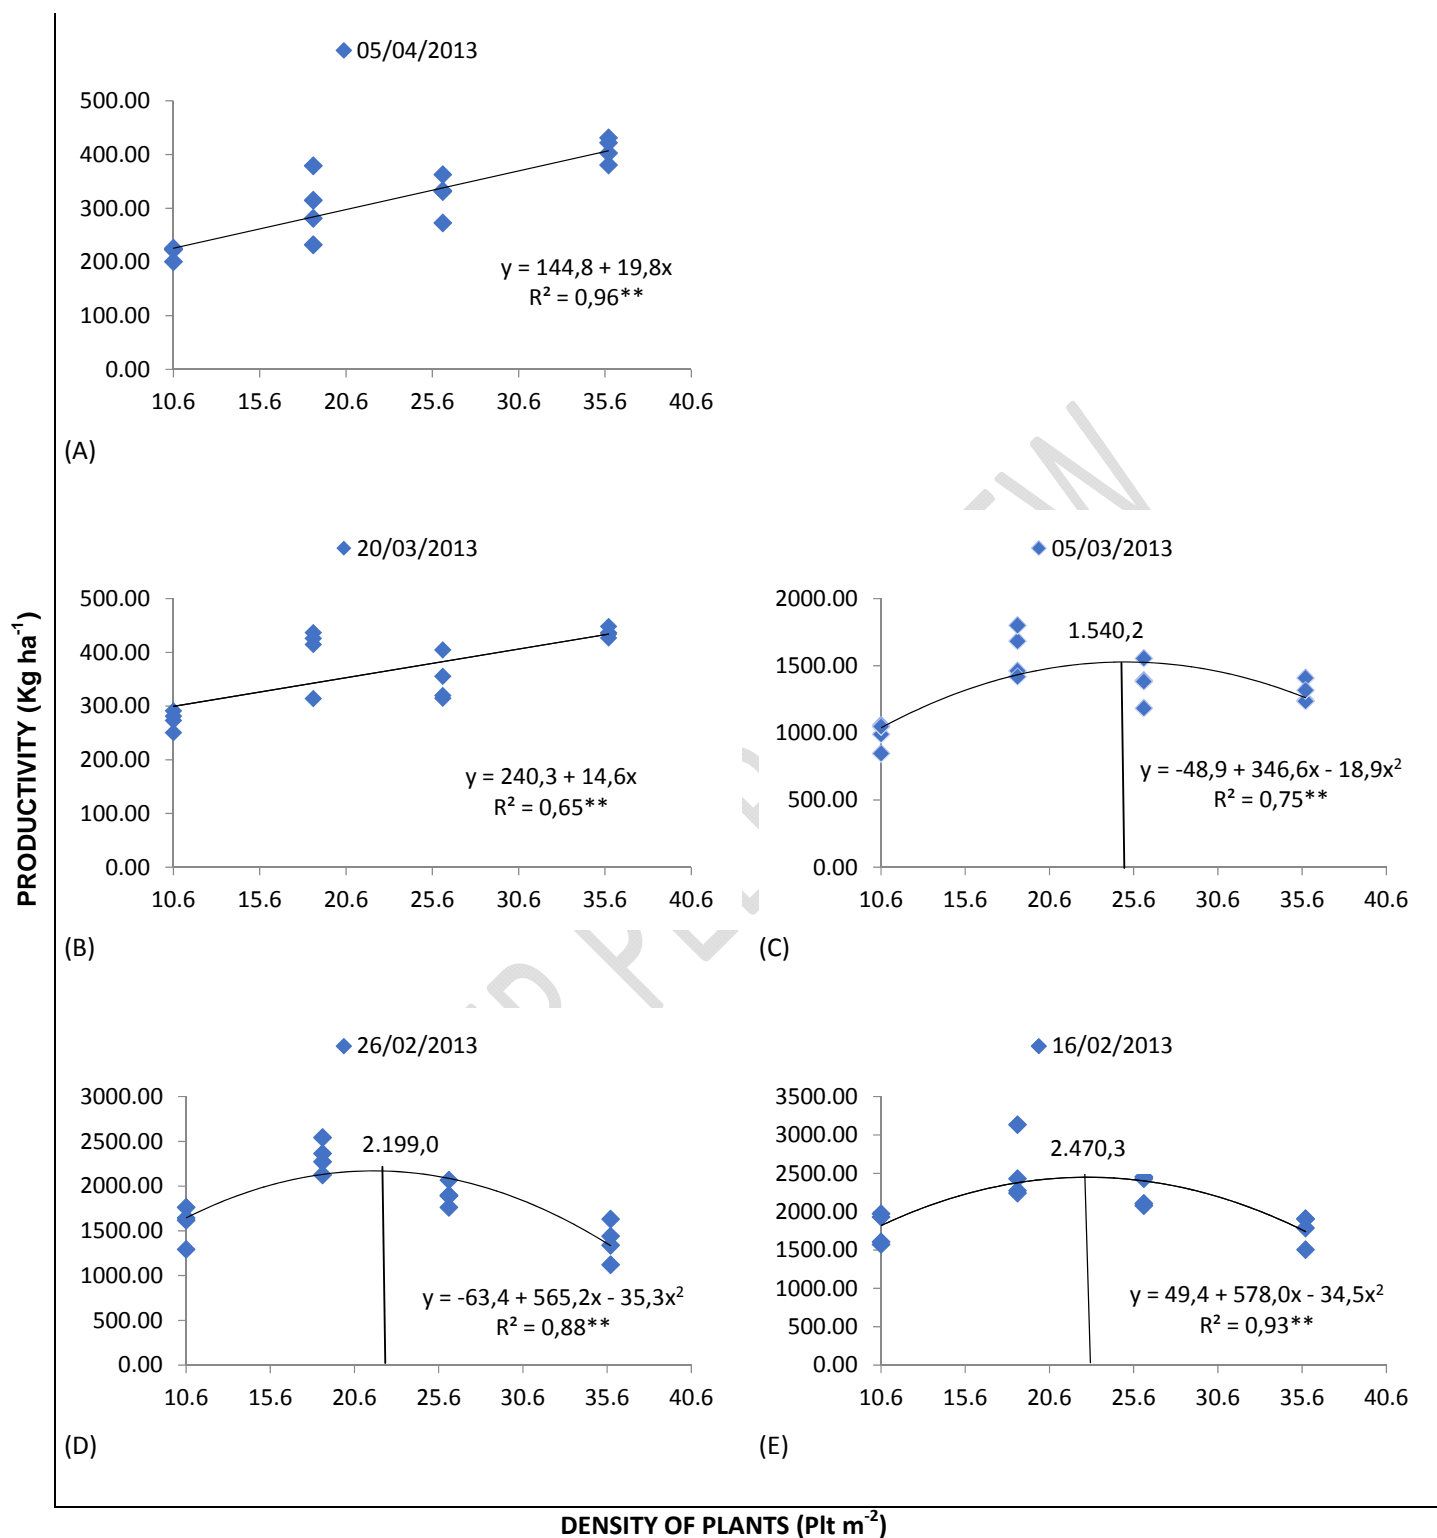 PRODUCTIVITY (Kg ha-1)
05/04/2013
500.00
400.00
300.00
200.00
100.00
0.00
y = 144,8 + 19,8x
R² = 0,96**
10.6 15.6 20.6 25.6 30.6 35.6 40.6
(A)
20/03/2013
500.00
400.00
300.00
200.00
100.00
0.00
y = 240,3 + 14,6x
R² = 0,65**
10.6 15.6 20.6 25.6 30.6 35.6 40.6
(B)
05/03/2013
2000.00
1500.00
1000.00
500.00
0.00
1.540,2
y = -48,9 + 346,6x - 18,9x²
R² = 0,75**
10.6 15.6 20.6 25.6 30.6 35.6 40.6
(C)
26/02/2013
3000.00
2500.00
2000.00
1500.00
1000.00
500.00
0.00
2.199,0
y = -63,4 + 565,2x - 35,3x²
R² = 0,88**
10.6 15.6 20.6 25.6 30.6 35.6 40.6
(D)
16/02/2013
3500.00
3000.00
2500.00
2000.00
1500.00
1000.00
500.00
0.00
2.470,3
y = 49,4 + 578,0x - 34,5x²
R² = 0,93**
10.6 15.6 20.6 25.6 30.6 35.6 40.6
(E)
DENSITY OF PLANTS (Plt m-2)